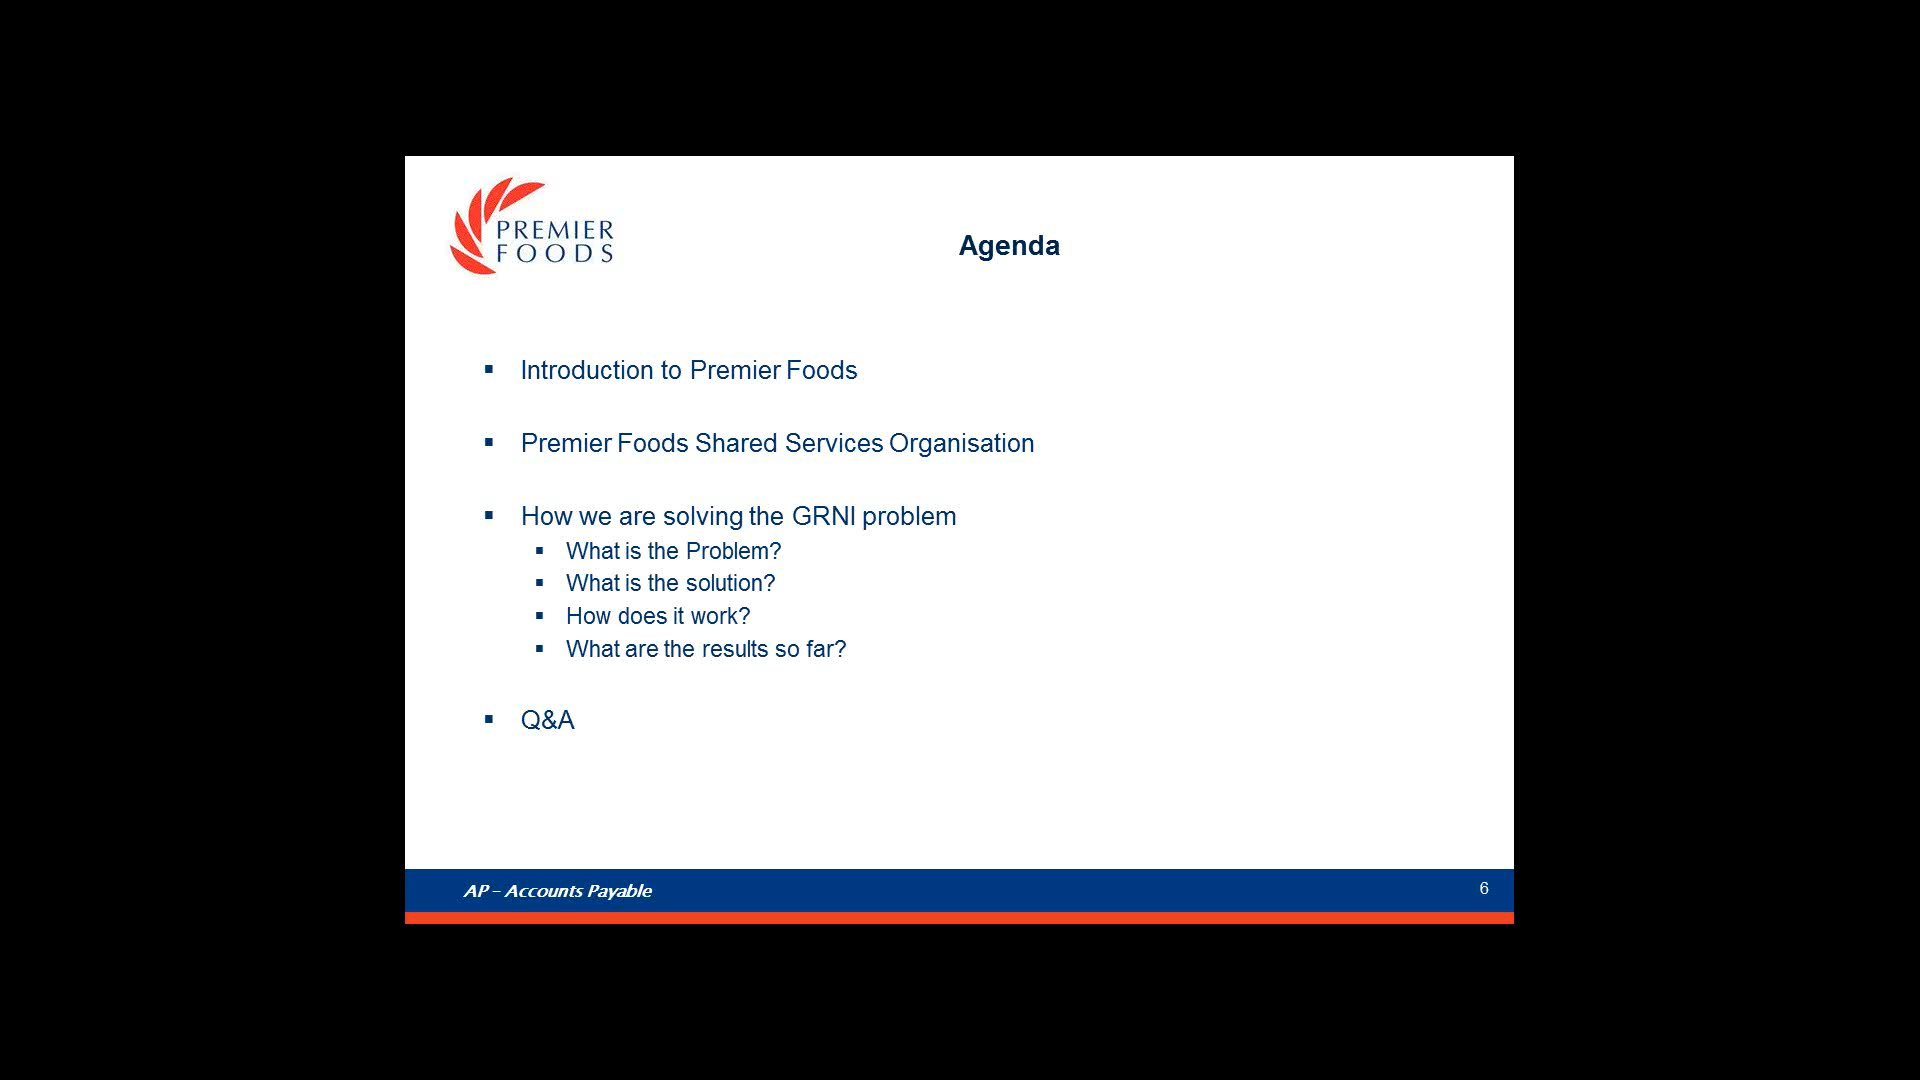 PREMIER
FOODS
Agenda
▪ Introduction to Premier Foods
▪ Premier Foods Shared Services Organisation
▪ How we are solving the GRNI problem
▪ What is the Problem?
▪ What is the solution?
▪ How does it work?
▪ What are the results so far?
▪ Q&A
AP – Accounts Payable
6